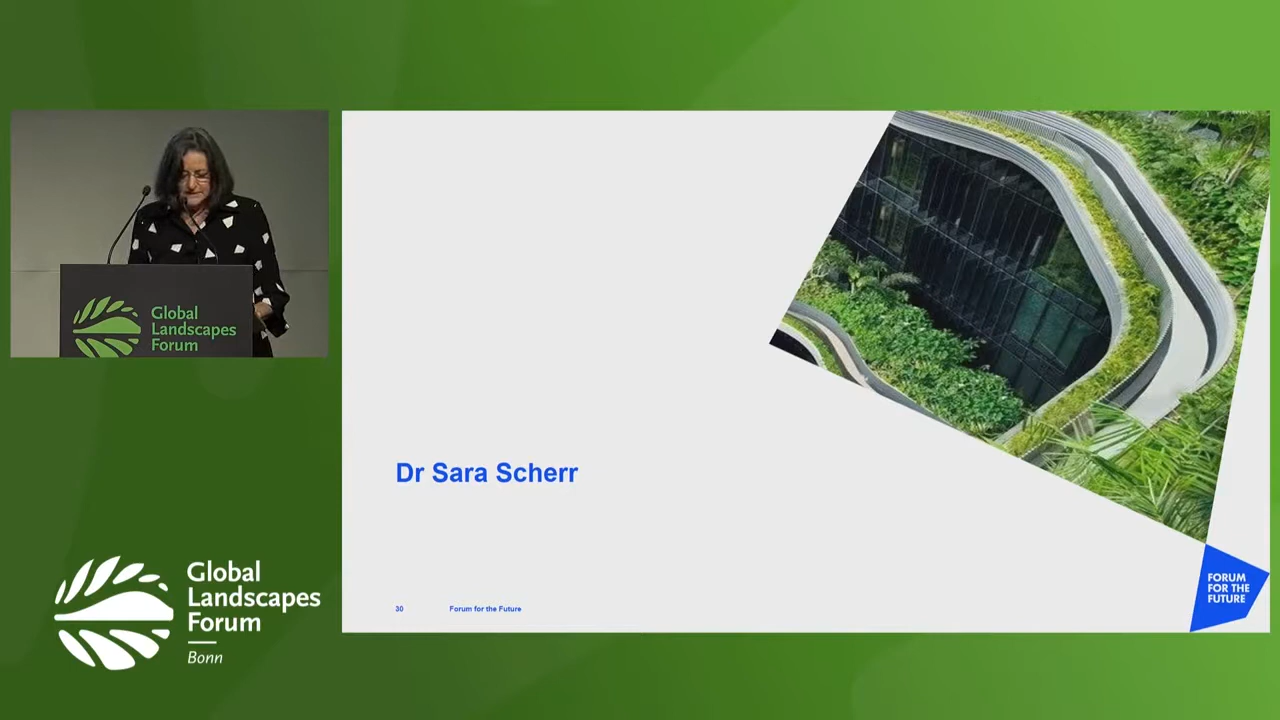 Global
Landscapes
Forum
Dr Sara Scherr
30 Forum for the Future
FORUM
FOR THE
FUTURE
Global
Landscapes
Forum
Bonn